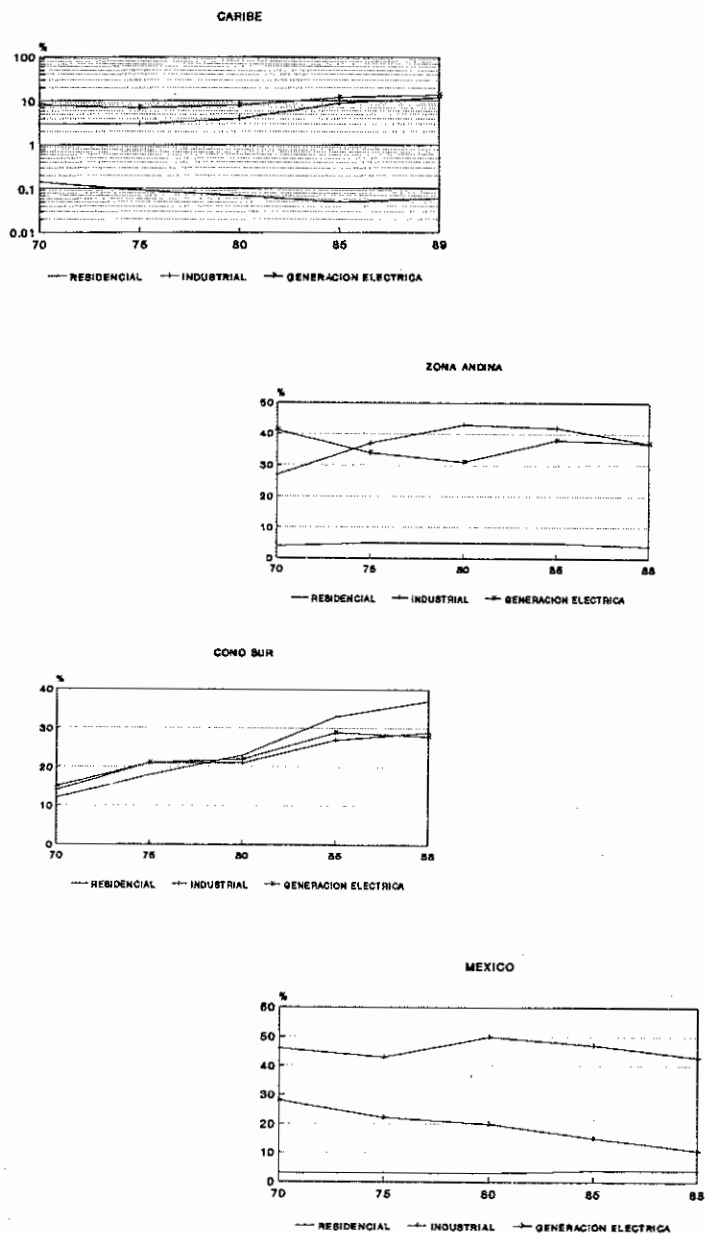 CARIBE
%
100
10
1
0.1
0.01
70 75 80 85 89
RESIDENCIAL INDUSTRIAL GENERACION ELECTRICA
ZONA ANDINA
%
50
40
30
20
10
0
70 75 80 85 88
RESIDENCIAL INDUSTRIAL GENERACION ELECTRICA
CONO SUR
%
40
30
20
10
0
70 75 80 85 88
RESIDENCIAL INDUSTRIAL GENERACION ELECTRICA
MEXICO
%
60
50
40
30
20
10
0
70 75 80 85 88
RESIDENCIAL INDUSTRIAL GENERACION ELECTRICA